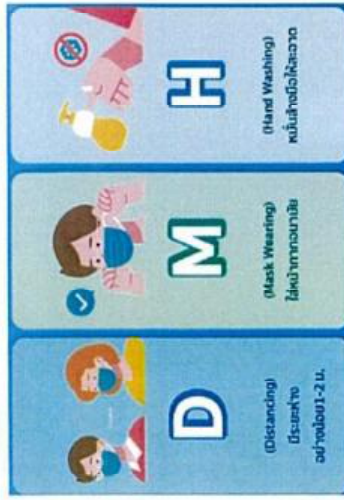 D
(Distancing)
มีระยะห่าง
อย่างน้อย 1-2 ม.
M
(Mask Wearing)
ใส่หน้ากากอนามัย
H
(Hand Washing)
หมั่นล้างมือให้สะอาด